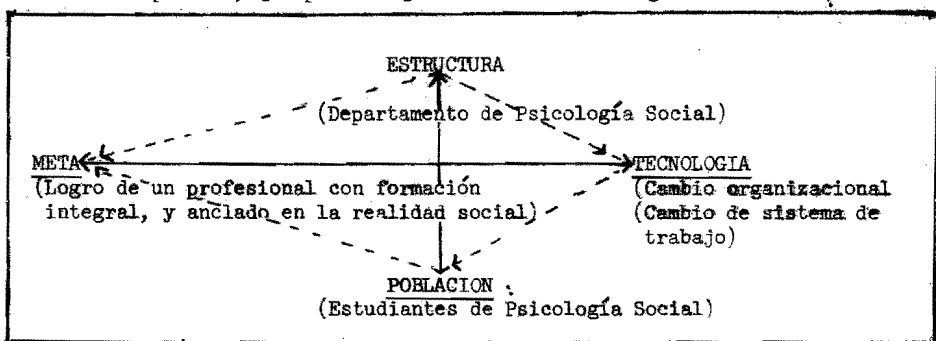 ESTRUCTURA
(Departamento de Psicología Social)
META
TECNOLOGIA
(Logro de un profesional con formación
integral, y anclado en la realidad social)
(Cambio organizacional
(Cambio de sistema de
trabajo)
POBLACION
(Estudiantes de Psicología Social)